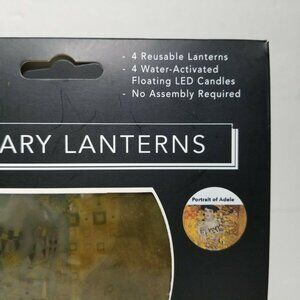 - 4 Reusable Lanterns
- 4 Water-Activated
Floating LED Candles
- No Assembly Required
ARY LANTERNS
Portrait of Adele